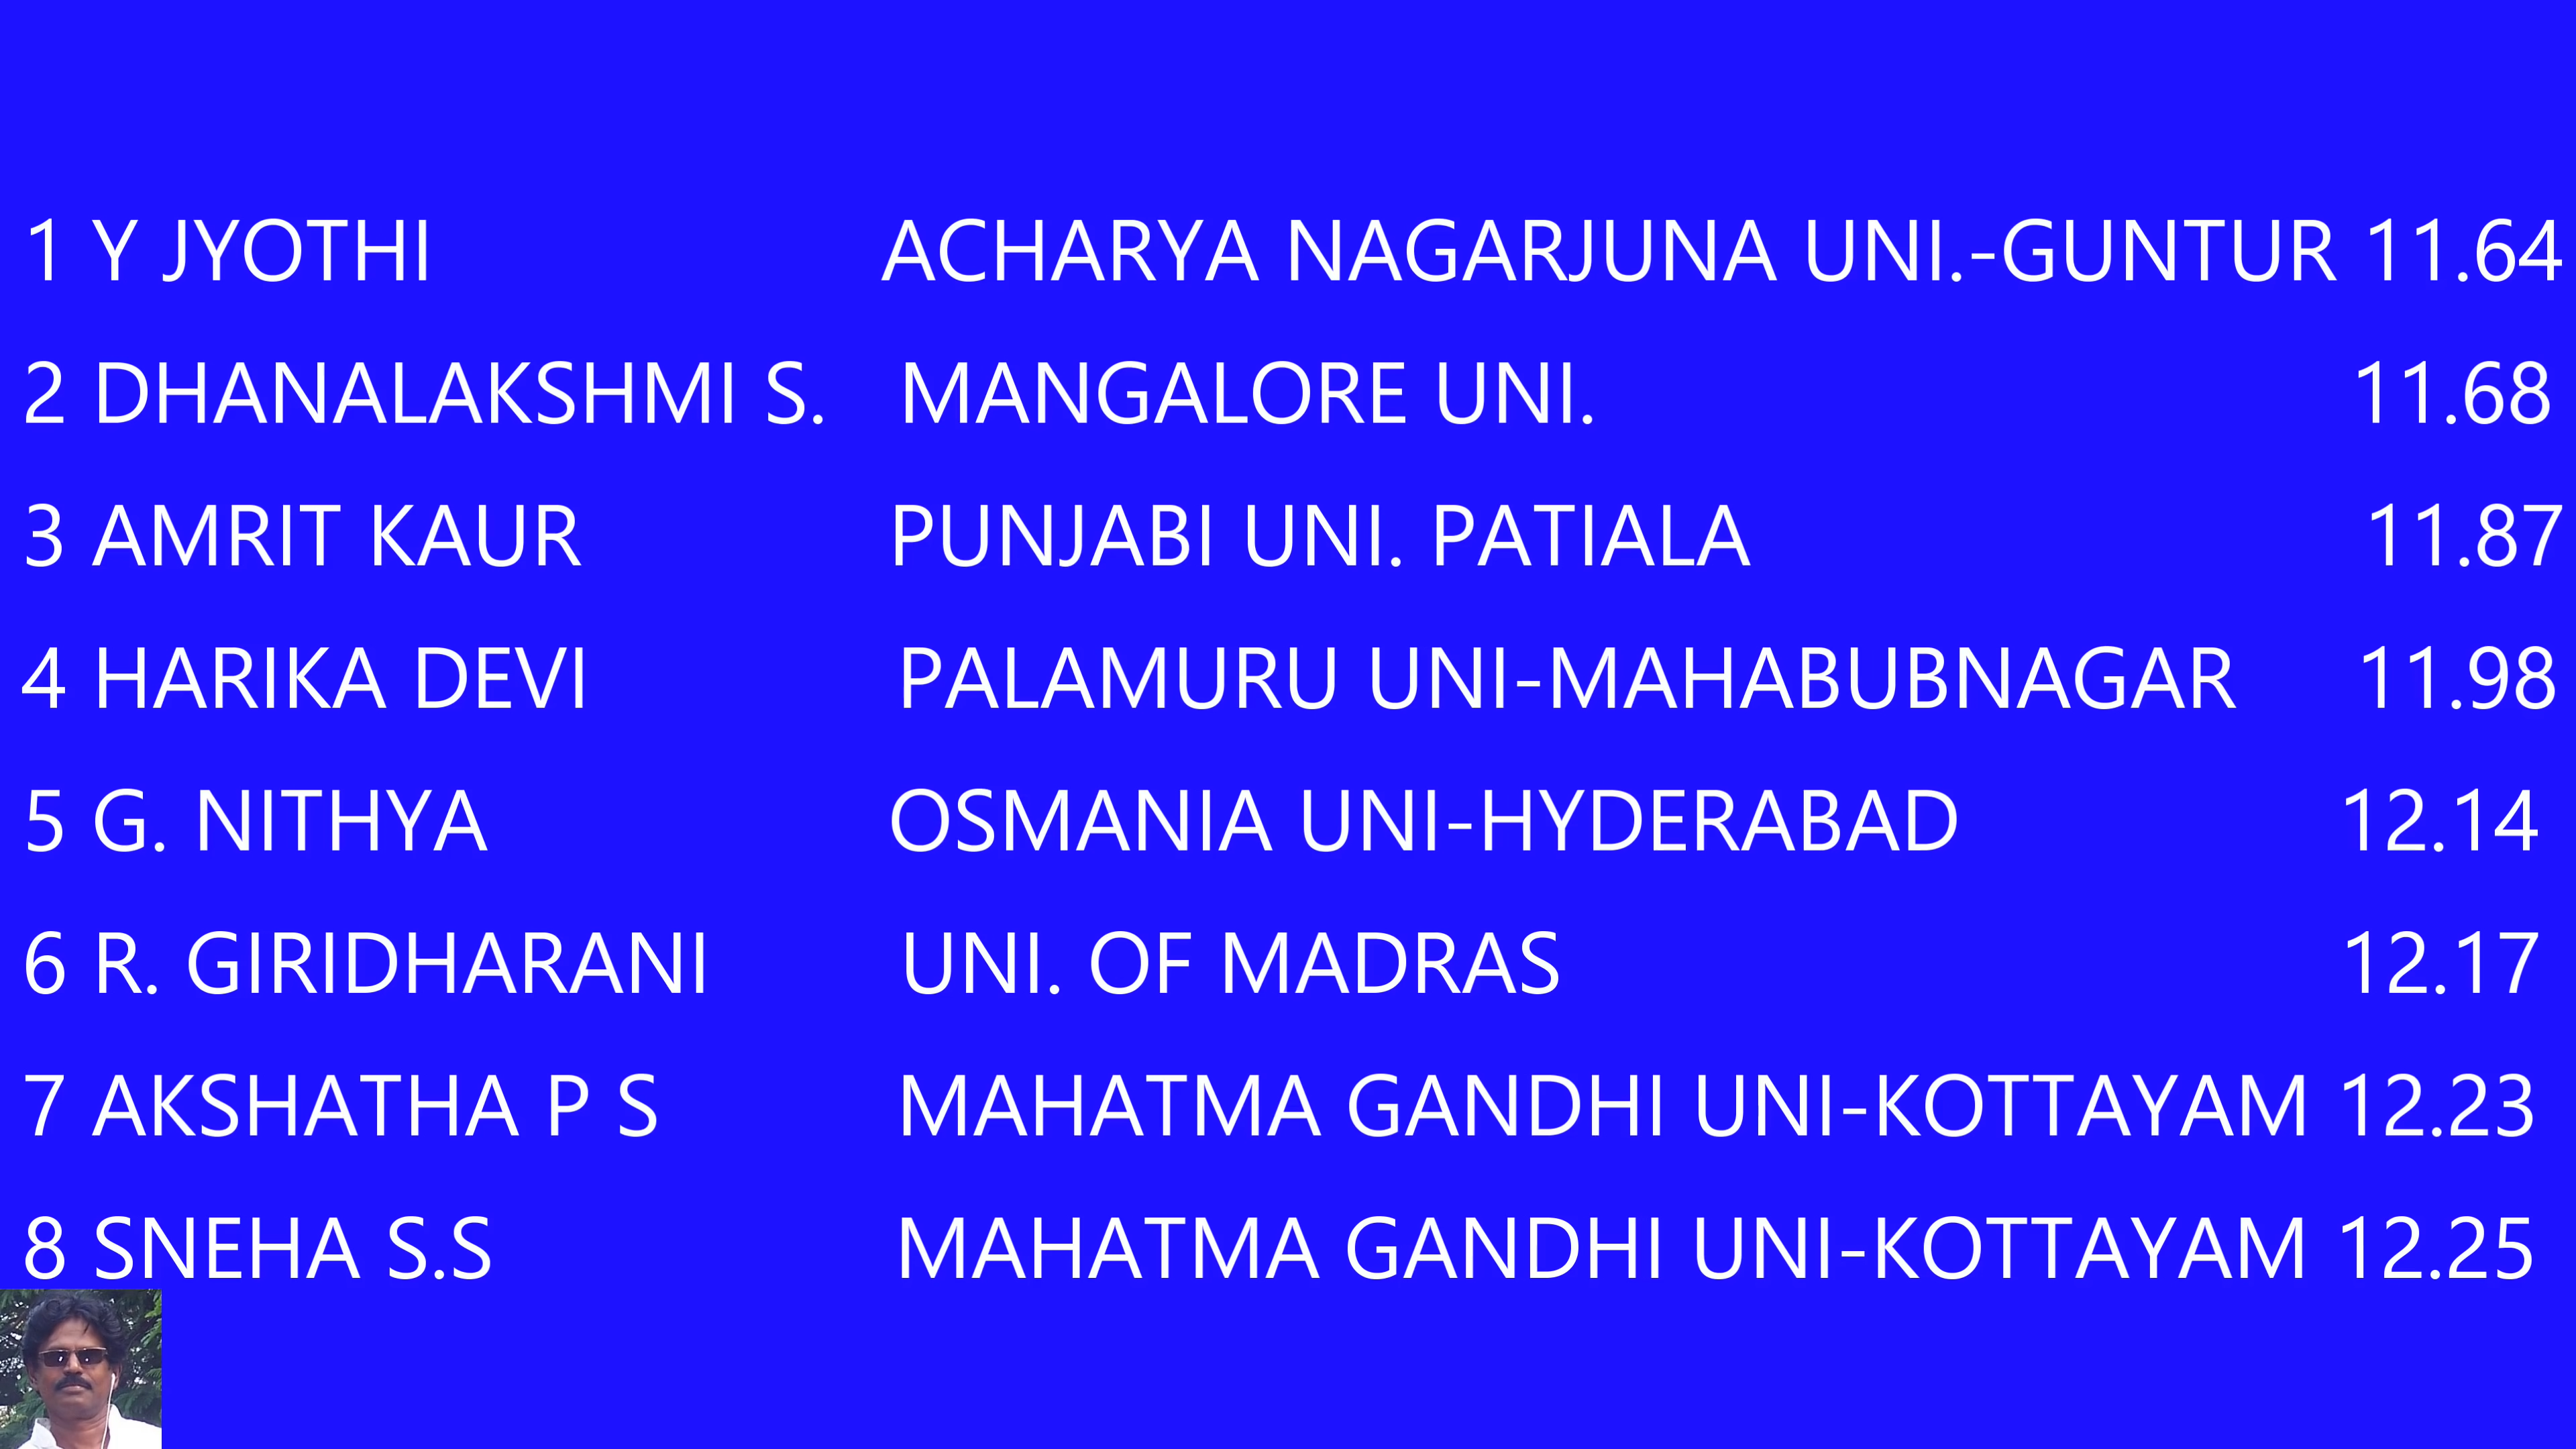 1 Y JYOTHI ACHARYA NAGARJUNA UNI.-GUNTUR 11.64
2 DHANALAKSHMI S. MANGALORE UNI. 11.68
3 AMRIT KAUR PUNJABI UNI. PATIALA 11.87
4 HARIKA DEVI PALAMURU UNI-MAHABUBNAGAR 11.98
5 G. NITHYA OSMANIA UNI-HYDERABAD 12.14
6 R. GIRIDHARANI UNI. OF MADRAS 12.17
7 AKSHATHA P S MAHATMA GANDHI UNI-KOTTAYAM 12.23
8 SNEHA S.S MAHATMA GANDHI UNI-KOTTAYAM 12.25